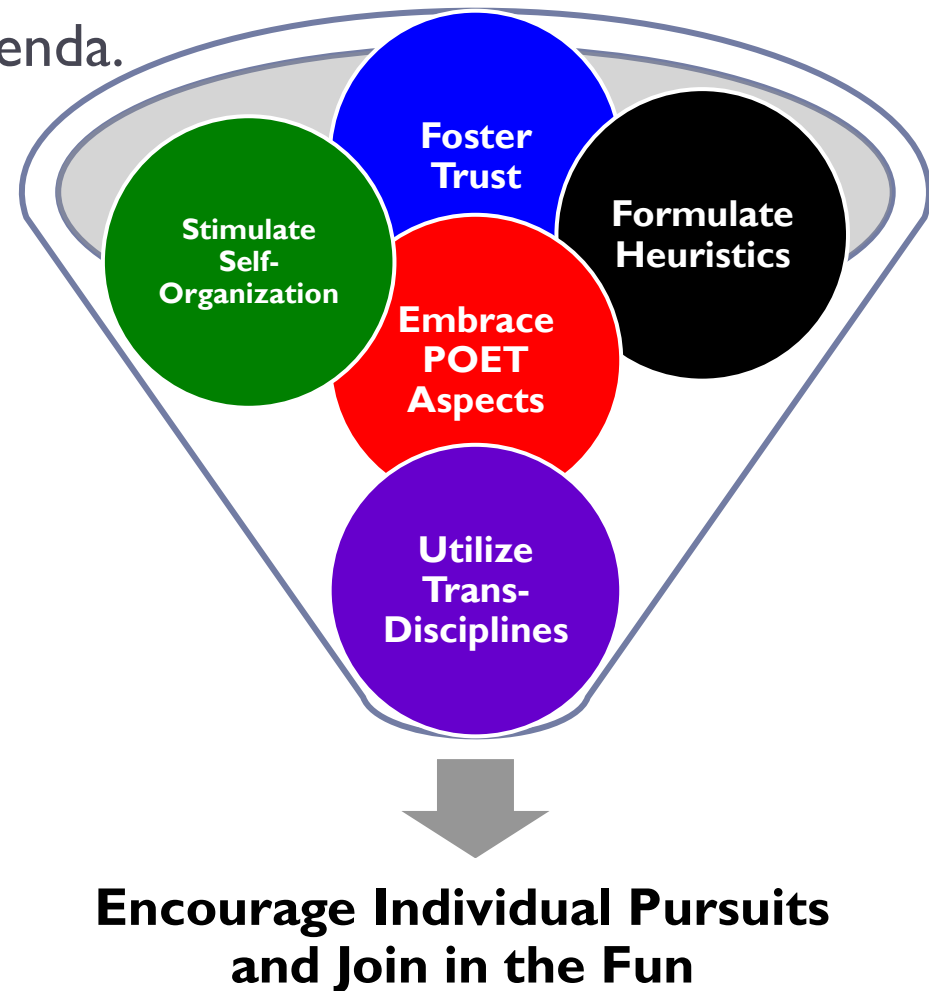 enda.
Foster
Trust
Formulate
Heuristics
Stimulate
Self-
Organization
Embrace
POET
Aspects
Utilize
Trans-
Disciplines
Encourage Individual Pursuits
and Join in the Fun